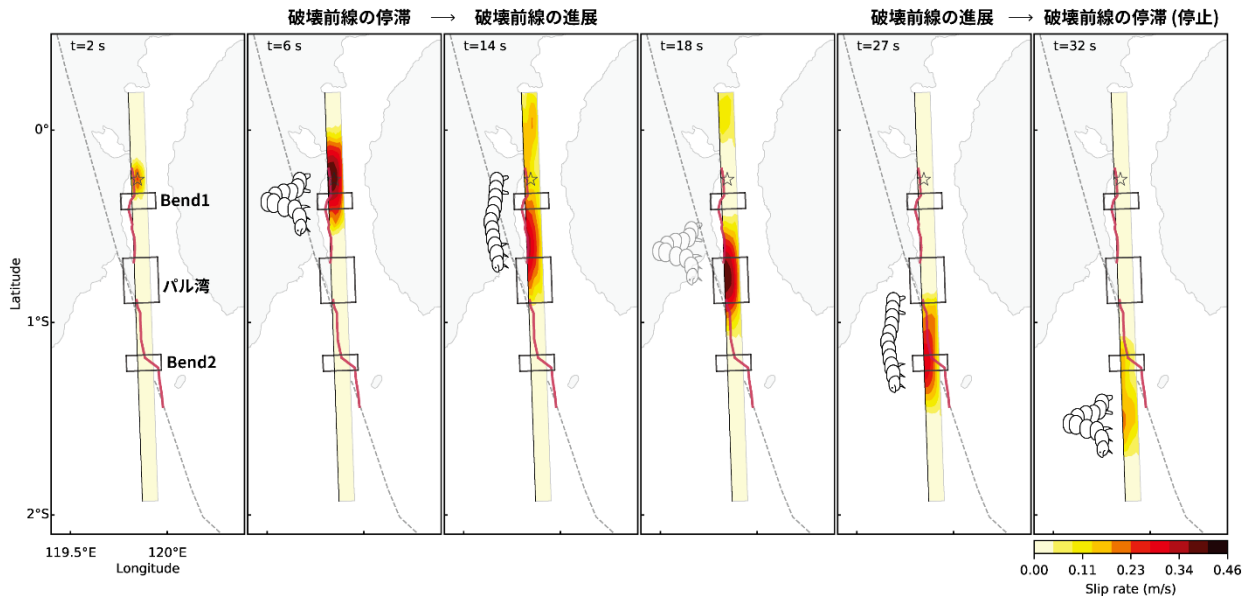 破壊前線の停滞 → 破壊前線の進展
破壊前線の進展 → 破壊前線の停滞 (停止)
t=2 s
t=6 s
t=14 s
t=18 s
t=27 s
t=32 s
0°
Bend1
Latitude
パル湾
1°S
Bend2
2°S
119.5°E
120°E
Longitude
0.00 0.11 0.23 0.34 0.46
Slip rate (m/s)